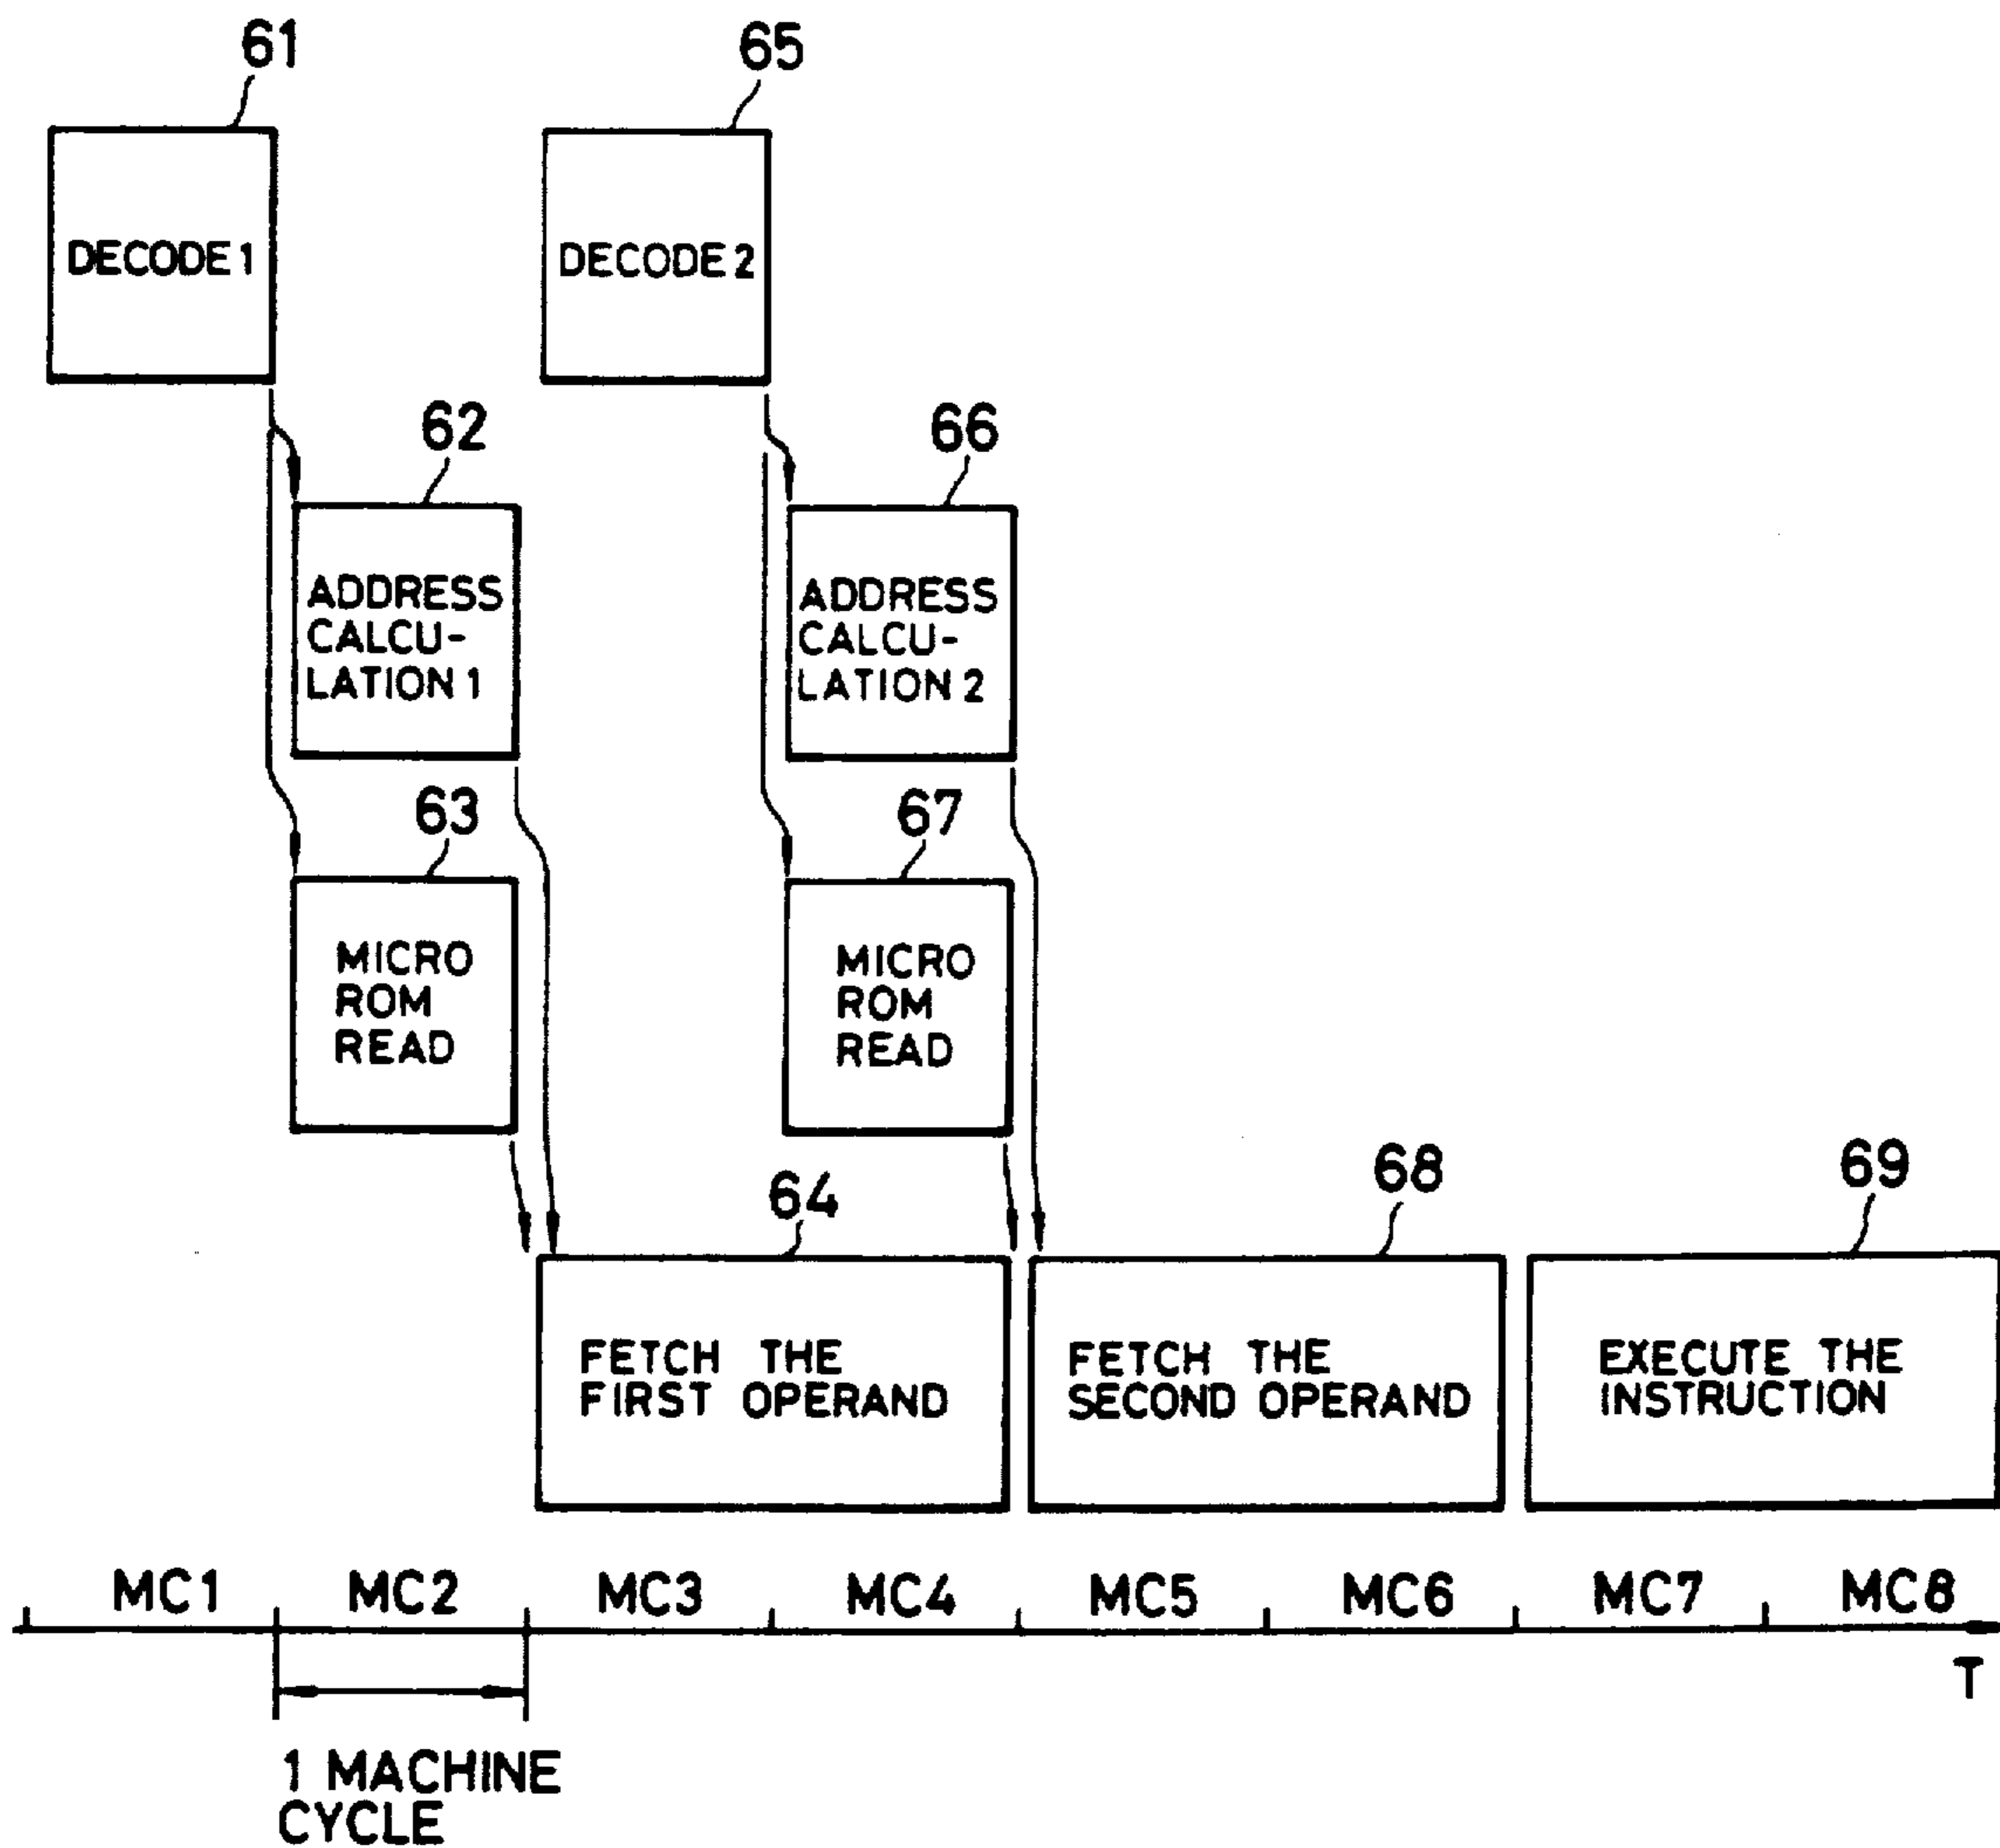 61
65
DECODE 1
DECODE 2
62
66
ADDRESS
CALCU-
LATION 1
ADDRESS
CALCU-
LATION 2
63
67
MICRO
ROM
READ
MICRO
ROM
READ
64
68
69
FETCH THE
FIRST OPERAND
FETCH THE
SECOND OPERAND
EXECUTE THE
INSTRUCTION
MC1
MC2
MC3
MC4
MC5
MC6
MC7
MC8
T
1 MACHINE
CYCLE